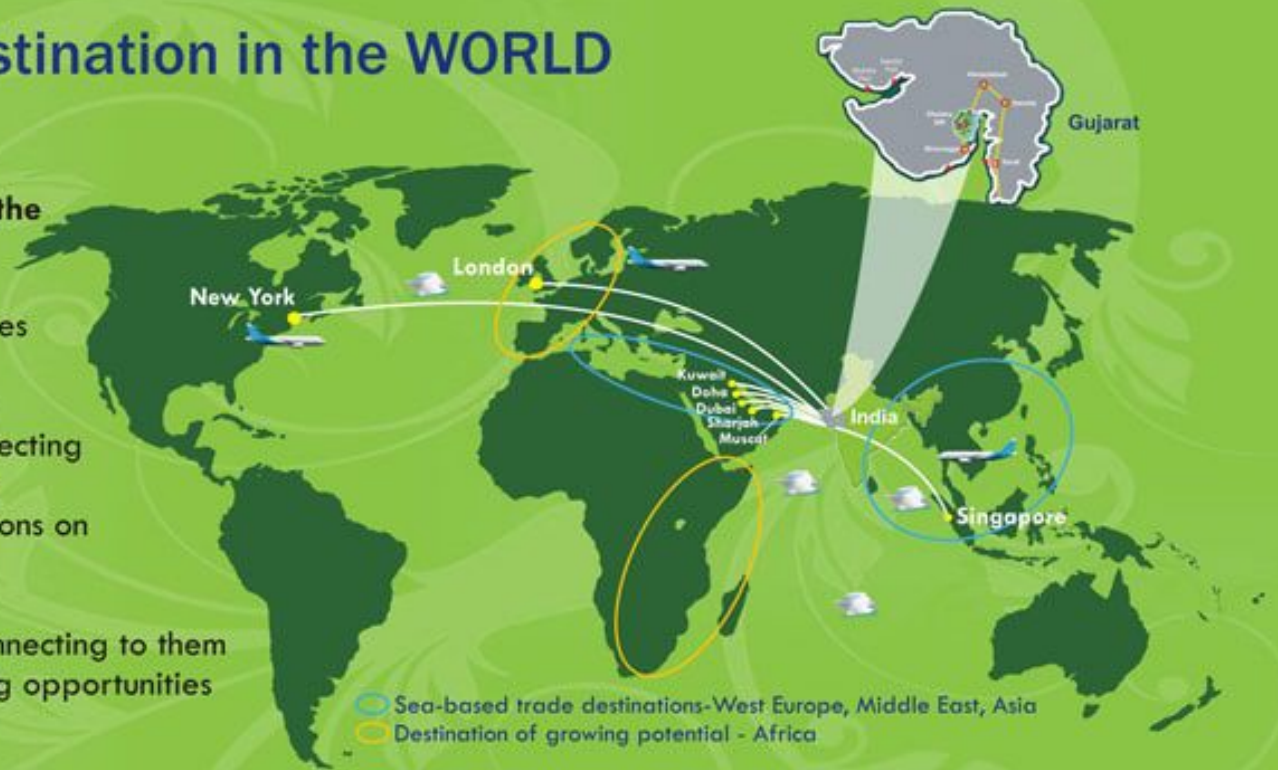 stination in the WORLD
Gujarat
the
London
New York
es
Kuwait
Doha
Dubai
Sharjah
Muscat
India
ecting
ons on
Singapore
nnecting to them
g opportunities
Sea-based trade destinations-West Europe, Middle East, Asia
Destination of growing potential - Africa